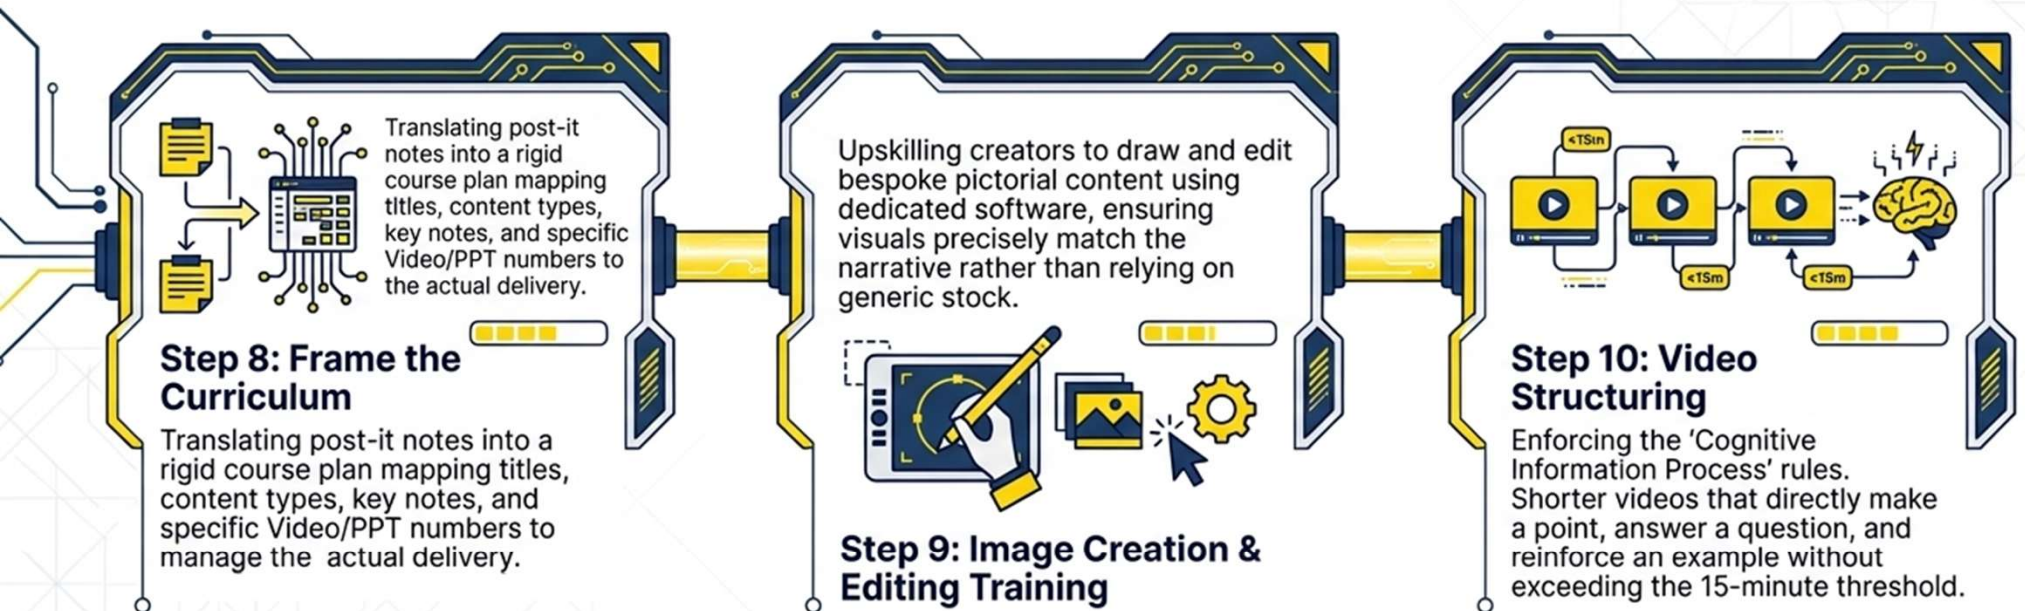 Translating post-it
notes into a rigid
course plan mapping
tItles, content types,
key notes, and specific
Video/PPT numbers to
the actual delivery.
Step 8: Frame the
Curriculum
Translating post-it notes into a
rigid course plan mapping titles,
content types, key notes, and
specific Video/PPT numbers to
manage the actual delivery.
Upskilling creators to draw and edit
bespoke pictorial content using
dedicated software, ensuring
visuals precisely match the
narrative rather than relying on
generic stock.
Step 9: Image Creation &
Editing Training
<TSm
<TSm
Step 10: Video
Structuring
Enforcing the 'Cognitive
Information Process' rules.
Shorter videos that directly make
a point, answer a question, and
reinforce an example without
exceeding the 15-minute threshold.